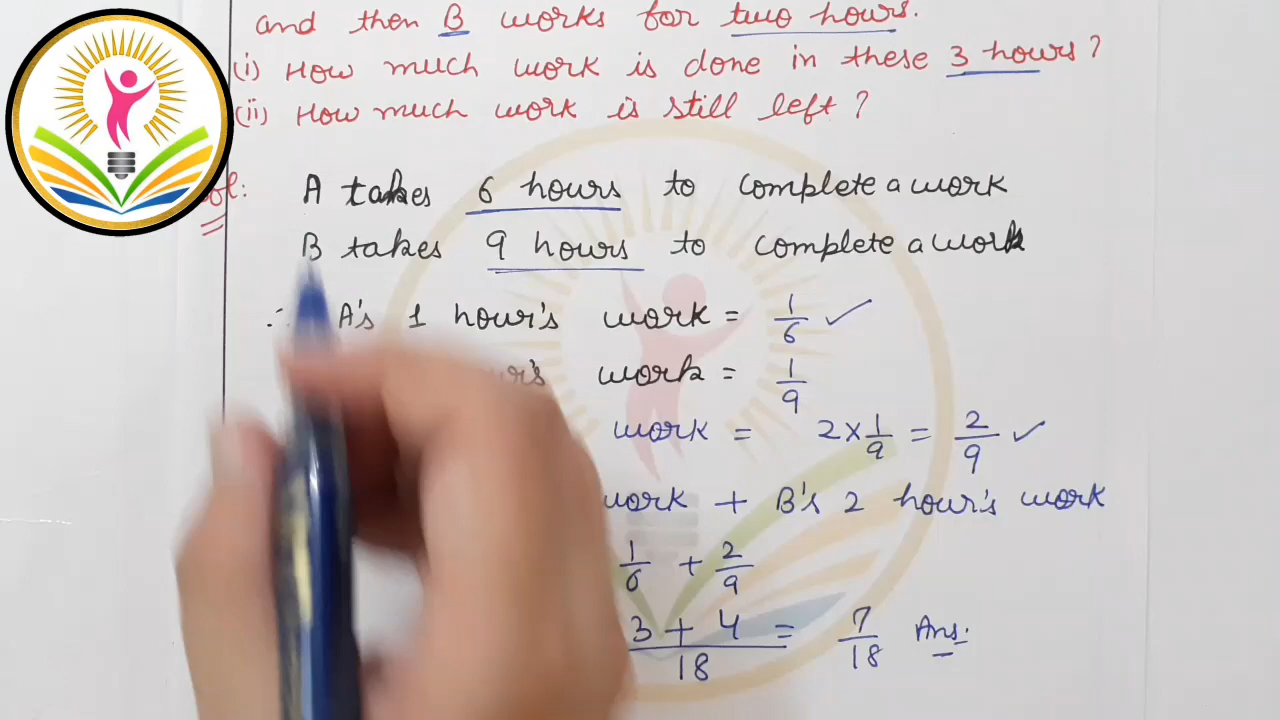 and then B works for two hours.
(i) How much work is done in these 3 hours?
(ii) How much work is still left?
A takes 6 hours to complete a work
B takes 9 hours to complete a work
∴ A's 1 hour's work = 1/6 ✓
work = 1/9
work = 2×1/9 = 2/9 ✓
work + B's 2 hour's work
1/6 + 2/9
3 + 4/18 = 7/18 Ans.